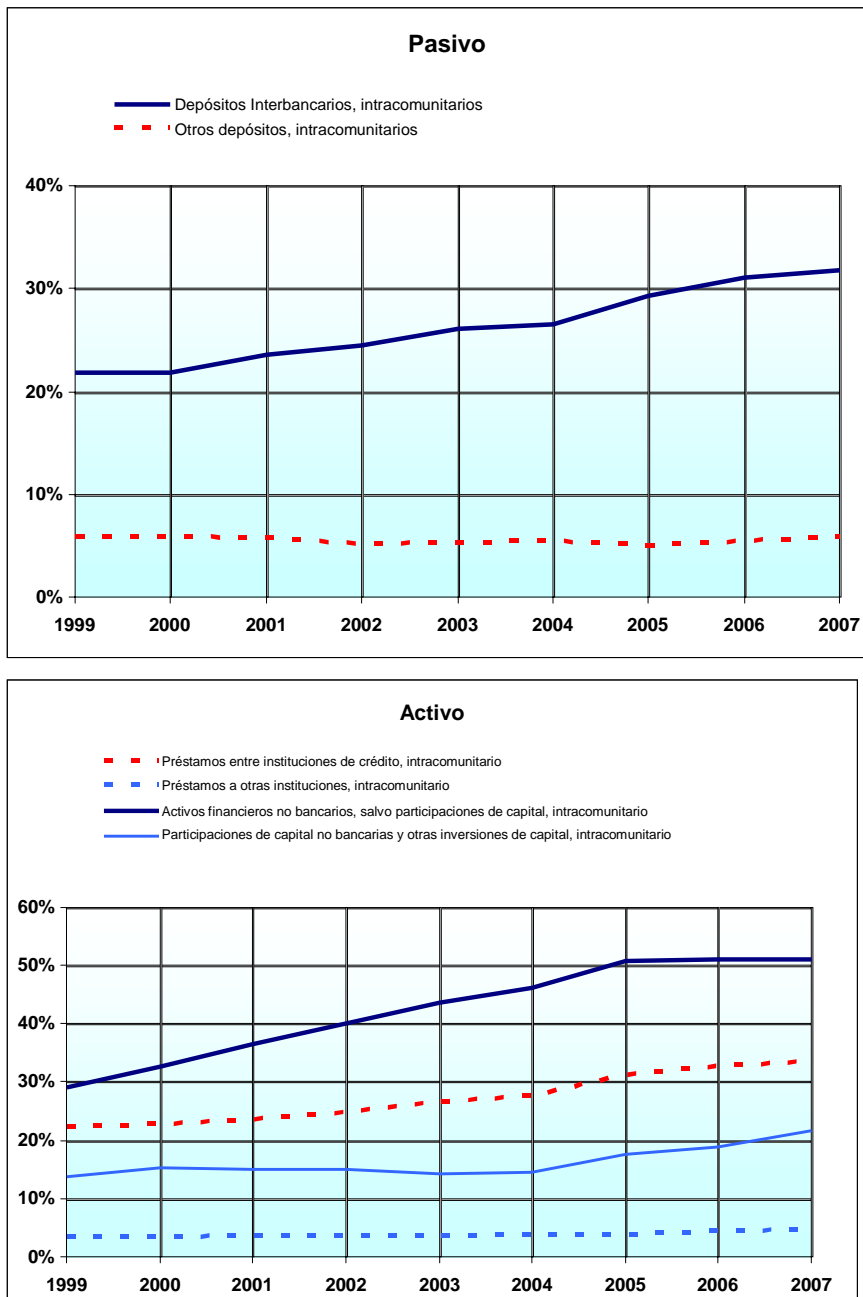 Pasivo
Depósitos Interbancarios, intracomunitarios
Otros depósitos, intracomunitarios
40%
30%
20%
10%
0%
1999 2000 2001 2002 2003 2004 2005 2006 2007
Activo
Préstamos entre instituciones de crédito, intracomunitario
Préstamos a otras instituciones, intracomunitario
Activos financieros no bancarios, salvo participaciones de capital, intracomunitario
Participaciones de capital no bancarias y otras inversiones de capital, intracomunitario
60%
50%
40%
30%
20%
10%
0%
1999 2000 2001 2002 2003 2004 2005 2006 2007